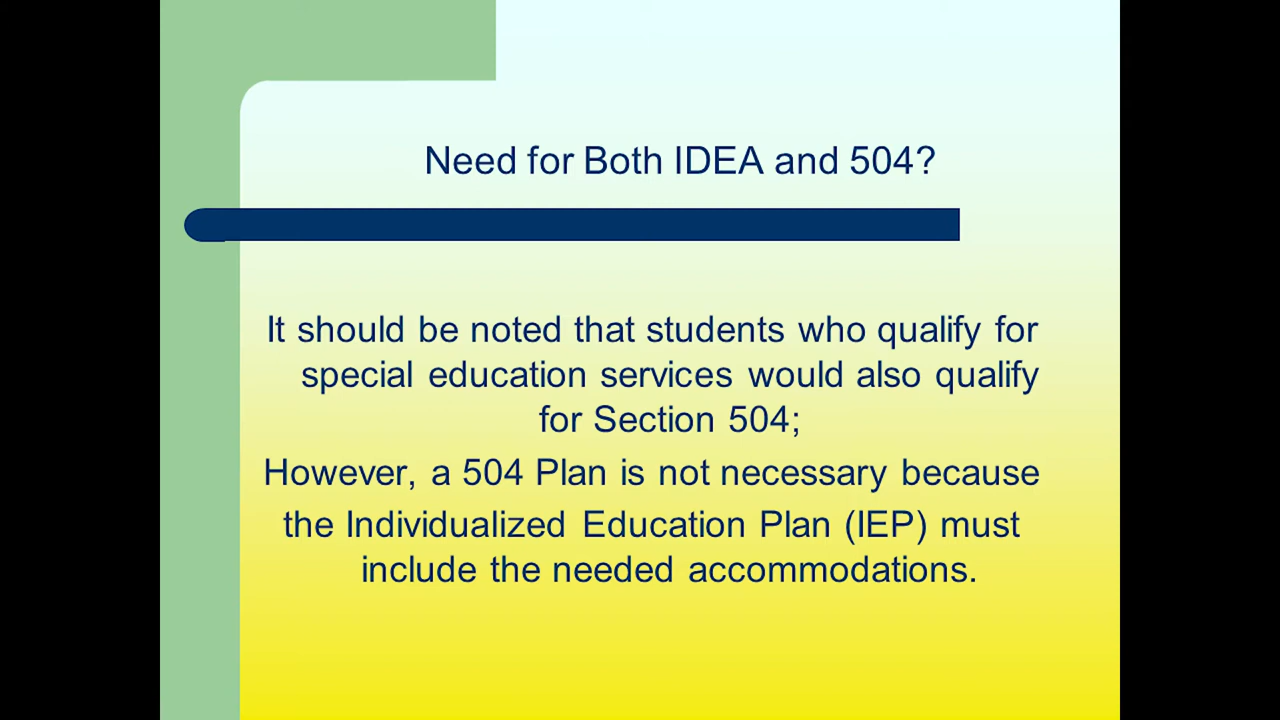 Need for Both IDEA and 504?
It should be noted that students who qualify for
special education services would also qualify
for Section 504;
However, a 504 Plan is not necessary because
the Individualized Education Plan (IEP) must
include the needed accommodations.